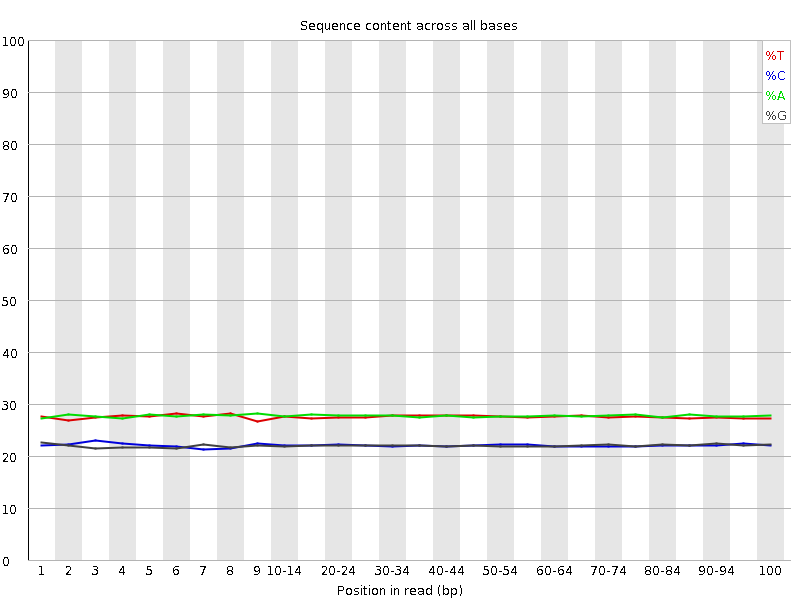 Sequence content across all bases
%T
%C
%A
%G
100
90
80
70
60
50
40
30
20
10
0
1 2 3 4 5 6 7 8 9 10-14 20-24 30-34 40-44 50-54 60-64 70-74 80-84 90-94 100
Position in read (bp)